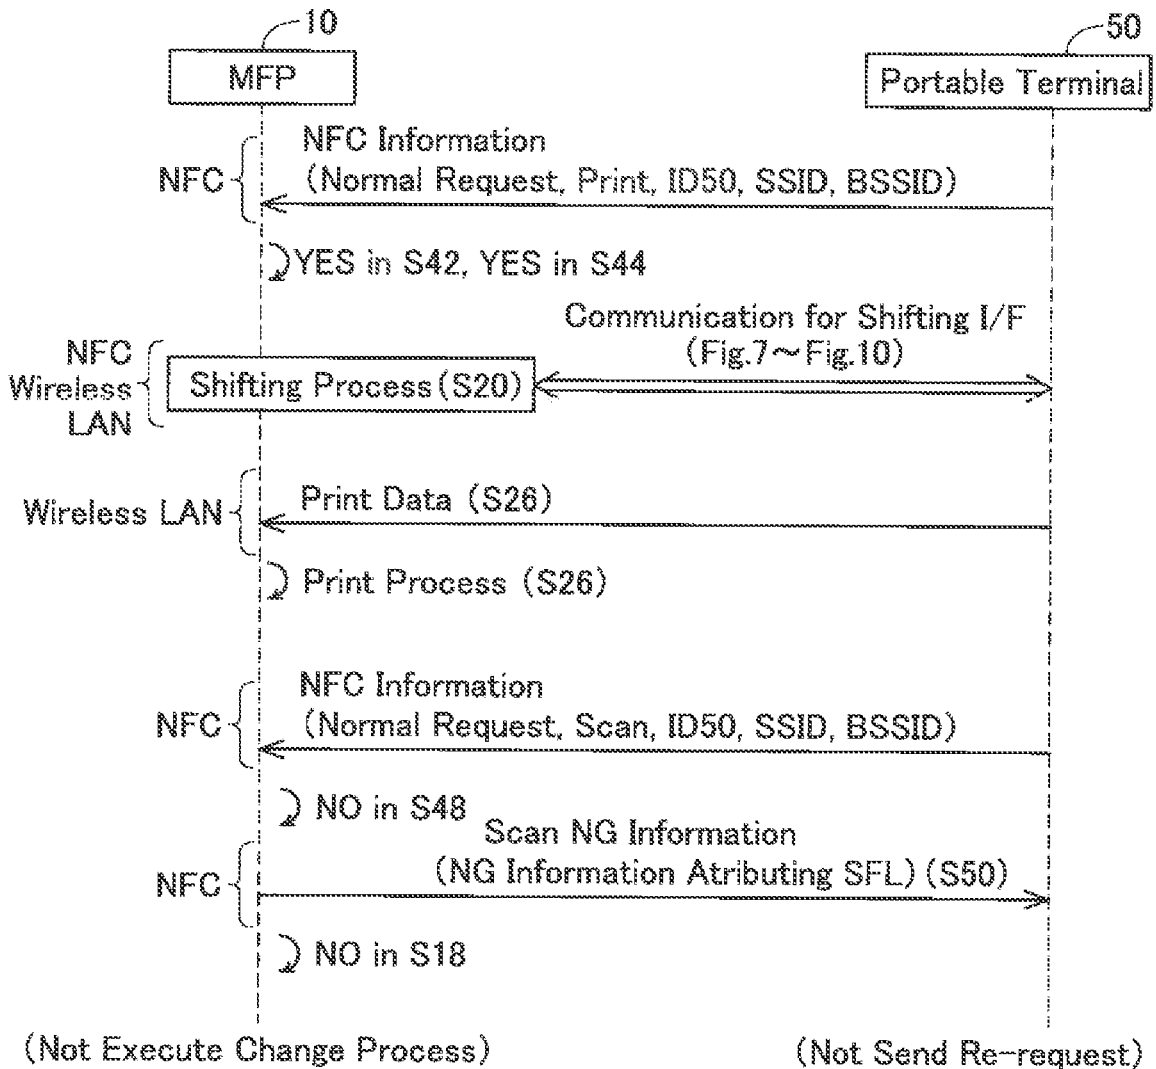 10
50
MFP
Portable Terminal
NFC Information
NFC
(Normal Request, Print, ID50, SSID, BSSID)
YES in S42, YES in S44
Communication for Shifting I/F
(Fig.7~Fig.10)
NFC
Wireless
LAN
Shifting Process(S20)
Wireless LAN
Print Data (S26)
Print Process (S26)
NFC Information
NFC
(Normal Request, Scan, ID50, SSID, BSSID)
NO in S48
Scan NG Information
NFC
(NG Information Atributing SFL) (S50)
NO in S18
(Not Execute Change Process)
(Not Send Re-request)